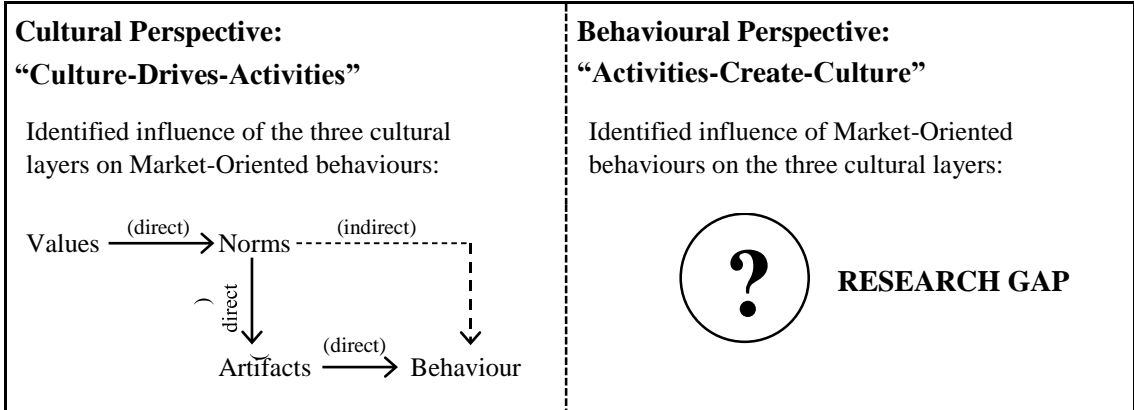 Cultural Perspective:
“Culture-Drives-Activities”
Identified influence of the three cultural
layers on Market-Oriented behaviours:
(direct)
(indirect)
Values
Norms
(direct)
(direct)
Artifacts
Behaviour
Behavioural Perspective:
“Activities-Create-Culture”
Identified influence of Market-Oriented
behaviours on the three cultural layers:
?
RESEARCH GAP